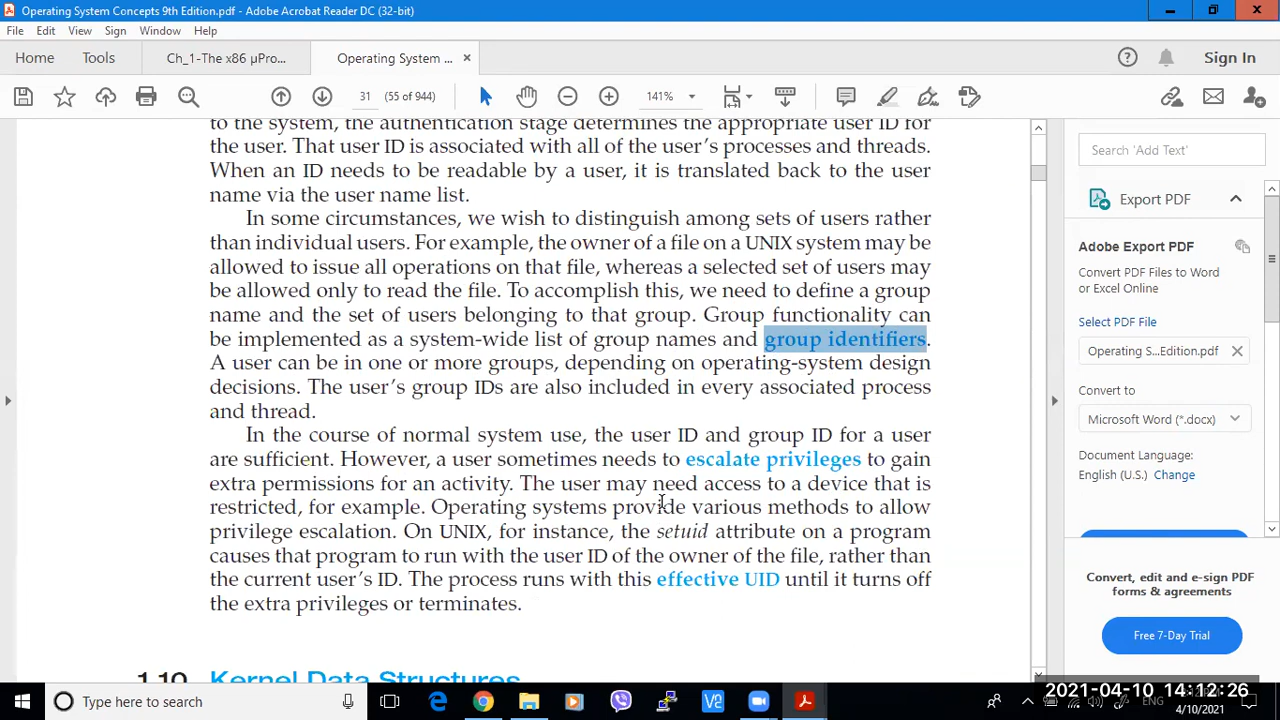 Operating System Concepts 9th Edition.pdf - Adobe Acrobat Reader DC (32-bit)
File Edit View Sign Window Help
Home Tools Ch_1-The x86 µPro... Operating System ... × Sign In
31 (55 of 944) 141%
to the system, the authentication stage determines the appropriate user ID for
the user. That user ID is associated with all of the user's processes and threads.
When an ID needs to be readable by a user, it is translated back to the user
name via the user name list.
In some circumstances, we wish to distinguish among sets of users rather
than individual users. For example, the owner of a file on a UNIX system may be
allowed to issue all operations on that file, whereas a selected set of users may
be allowed only to read the file. To accomplish this, we need to define a group
name and the set of users belonging to that group. Group functionality can
be implemented as a system-wide list of group names and group identifiers.
A user can be in one or more groups, depending on operating-system design
decisions. The user's group IDs are also included in every associated process
and thread.
In the course of normal system use, the user ID and group ID for a user
are sufficient. However, a user sometimes needs to escalate privileges to gain
extra permissions for an activity. The user may need access to a device that is
restricted, for example. Operating systems provide various methods to allow
privilege escalation. On UNIX, for instance, the setuid attribute on a program
causes that program to run with the user ID of the owner of the file, rather than
the current user's ID. The process runs with this effective UID until it turns off
the extra privileges or terminates.
1.10 Kernel Data Structures
Search 'Add Text'
Export PDF
Adobe Export PDF
Convert PDF Files to Word
or Excel Online
Select PDF File
Operating S...Edition.pdf
Convert to
Microsoft Word (*.docx)
Document Language:
English (U.S.) Change
Convert, edit and e-sign PDF
forms & agreements
Free 7-Day Trial
Type here to search
ENG
2021-04-10 14:12:26
4/10/2021